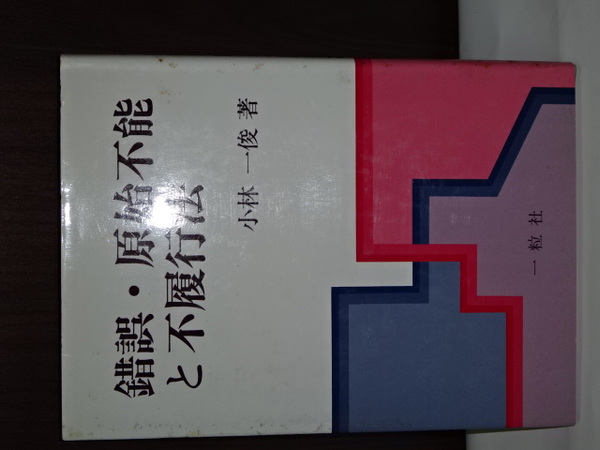 錯誤・原始不能
と不履行法
小林 一俊 著
一粒社